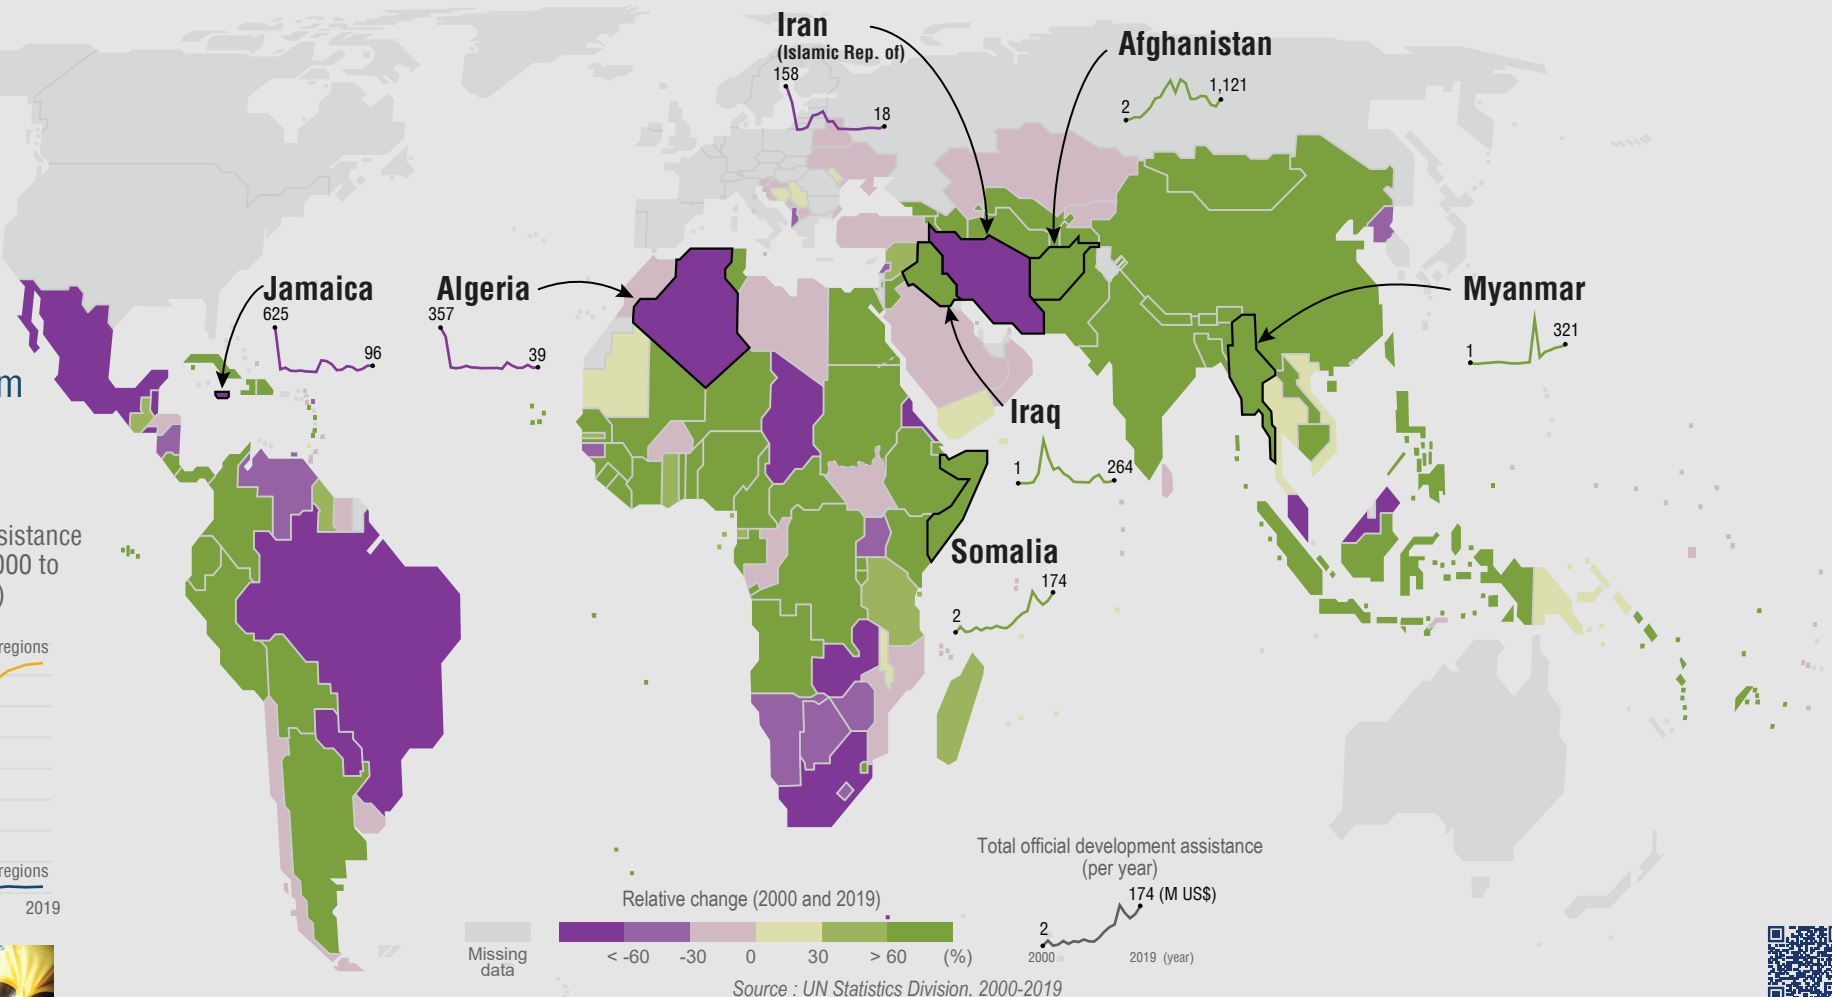 Iran
(Islamic Rep. of)
158
18
Afghanistan
2
1,121
Jamaica
625
96
Algeria
357
39
Myanmar
1
321
m
Iraq
1
264
sistance
000 to
)
Somalia
2
174
regions
regions
2019
Total official development assistance
(per year)
174 (M US$)
2
2000
2019 (year)
Relative change (2000 and 2019)
Missing
data
< -60
-30
0
30
> 60
(%)
Source : UN Statistics Division, 2000-2019